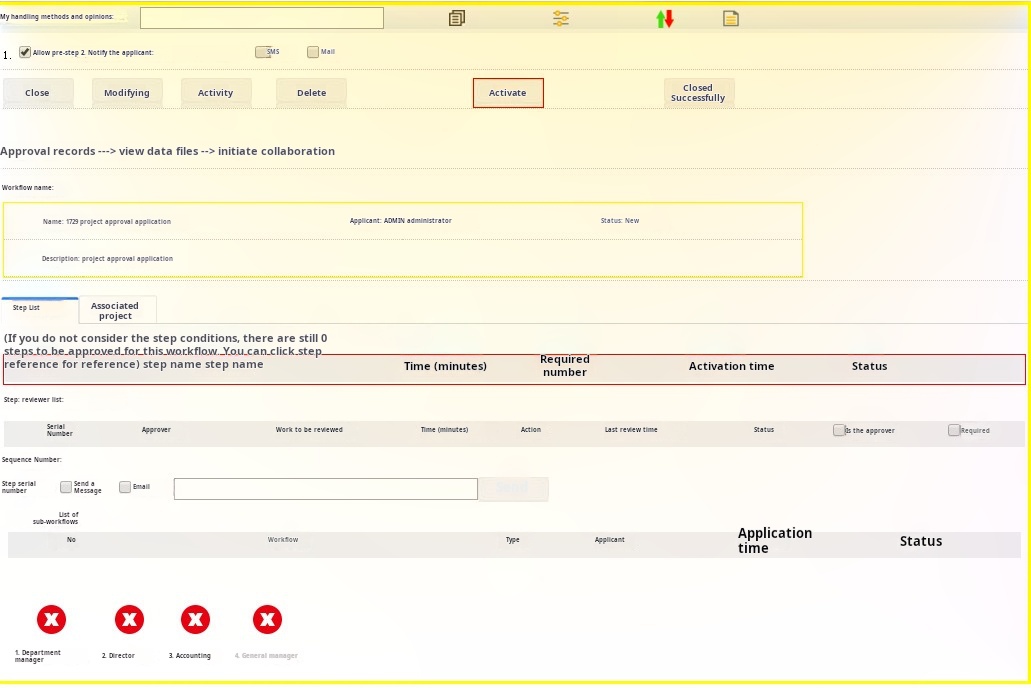 My handling methods and opinions:
1. Allow pre-step 2. Notify the applicant: SMS Mail
Close Modifying Activity Delete Activate Closed
Successfully
Approval records ---> view data files --> initiate collaboration
Workflow name:
Name: 1729 project approval application Applicant: ADMIN administrator Status: New
Description: project approval application
Step List Associated
project
(If you do not consider the step conditions, there are still 0
steps to be approved for this workflow. You can click step
reference for reference) step name step name
Time (minutes) Required
number Activation time Status
Step: reviewer list:
Serial
Number Approver Work to be reviewed Time (minutes) Action Last review time Status Is the approver Required
Sequence Number:
Step serial
number Send a
Message Email
List of
sub-workflows
No Workflow Type Applicant Application
time Status
1. Department
manager 2. Director 3. Accounting 4. General manager